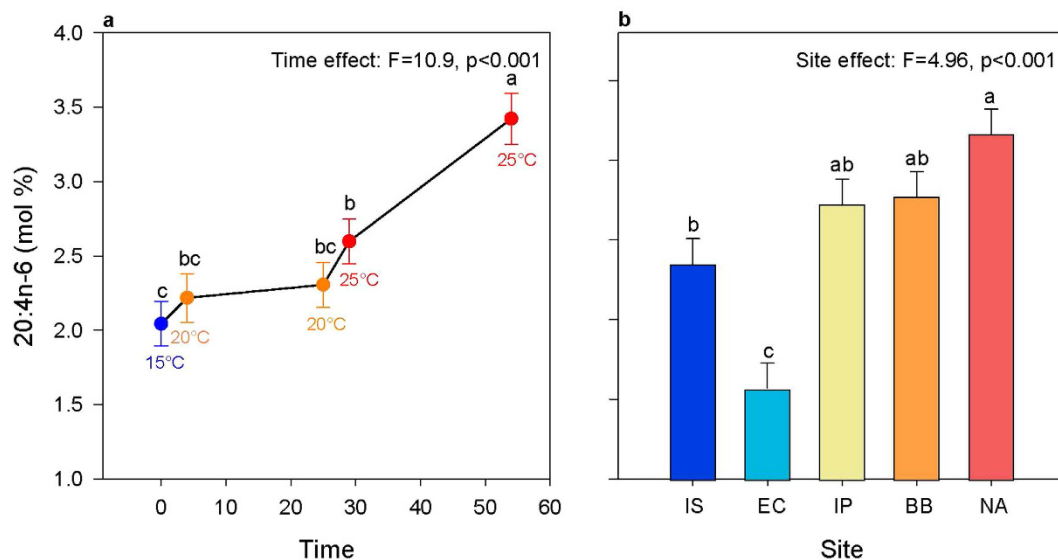 a
Time effect: F=10.9, p<0.001
20:4n-6 (mol %)
4.0
3.5
3.0
2.5
2.0
1.5
1.0
c
bc
bc
b
a
15°C
20°C
20°C
25°C
25°C
0 10 20 30 40 50 60
Time
b
Site effect: F=4.96, p<0.001
b
c
ab
ab
a
IS EC IP BB NA
Site